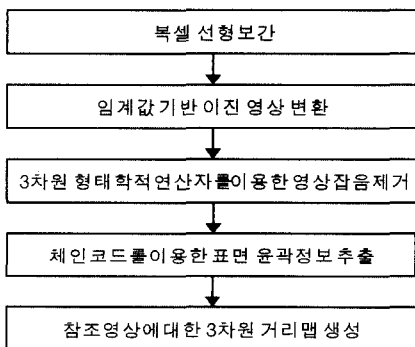 복셀 선형보간
임계값 기반 이진 영상 변환
3차원 형태학적연산자를이용한 영상잡음제거
체인코드를이용한 표면 윤곽정보 추출
참조영상에대한 3차원 거리맵 생성